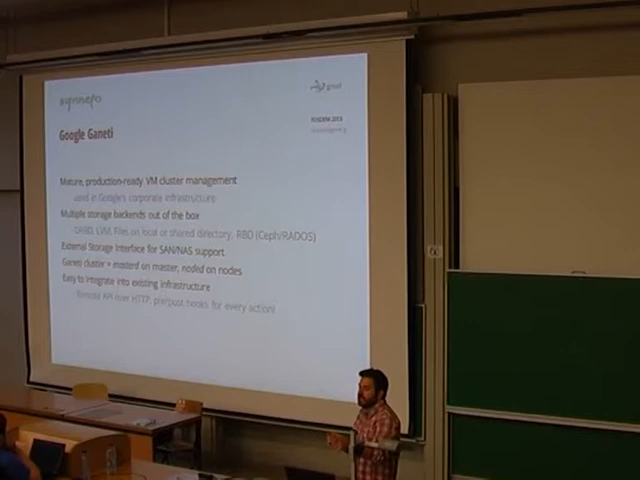 synnefo
grnet
Google Ganeti
FOSDEM 2013
Mature, production-ready VM cluster management
used in Google's corporate infrastructure
Multiple storage backends out of the box
DRBD, LVM, Files on local or shared directory, RBD (Ceph/RADOS)
External Storage Interface for SAN/NAS support
Ganeti cluster = masterd on master, noded on nodes
Easy to integrate into existing infrastructure
Remote API over HTTP, pre/post hooks for every action!